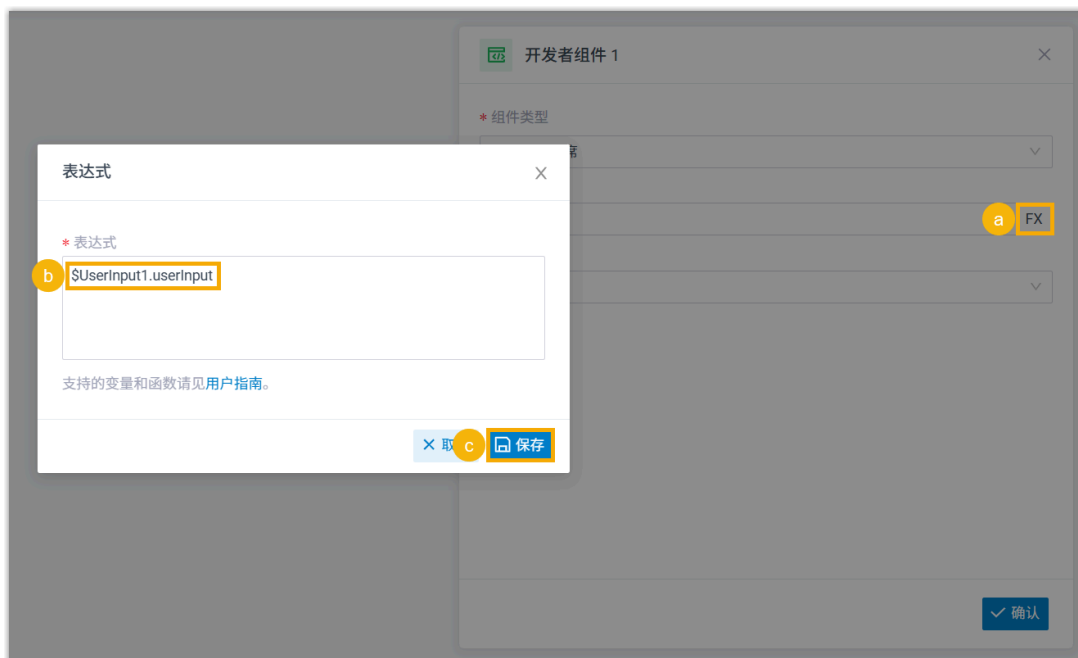 开发者组件 1
* 组件类型
席
表达式
a
FX
* 表达式
b
$UserInput1.userInput
支持的变量和函数请见用户指南。
c
保存
确认